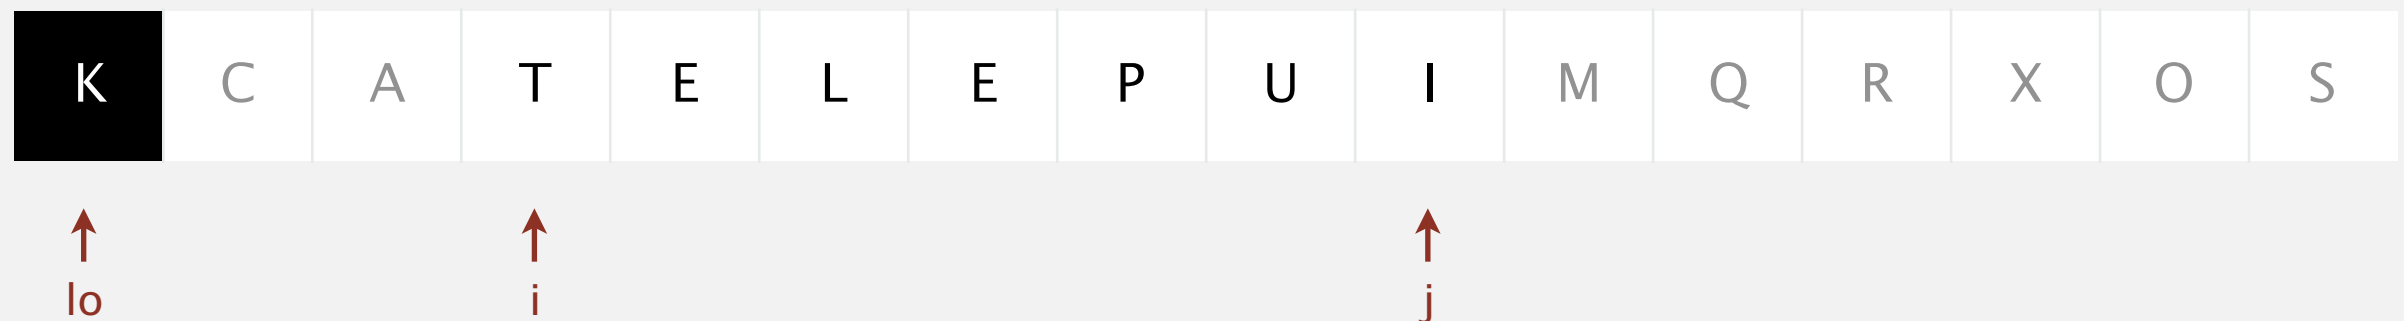 K C A T E L E P U I M Q R X O S
lo i j